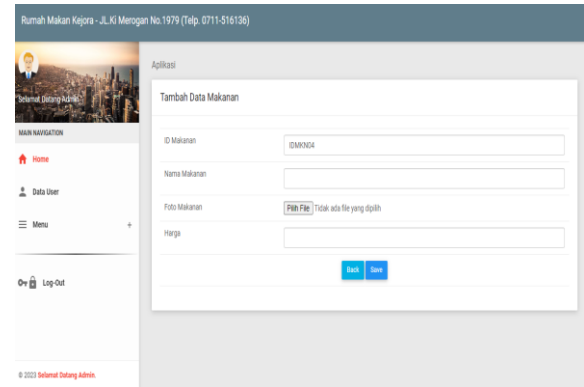 Rumah Makan Kejora - JL.Ki Merogan No.1979 (Telp. 0711-516136)
Selamat Datang Admin
MAIN NAVIGATION
Home
Data User
Menu +
Log-Out
© 2023 Selamat Datang Admin.
Aplikasi
Tambah Data Makanan
ID Makanan IDMKN04
Nama Makanan
Foto Makanan Pilih File Tidak ada file yang dipilih
Harga
Back Save